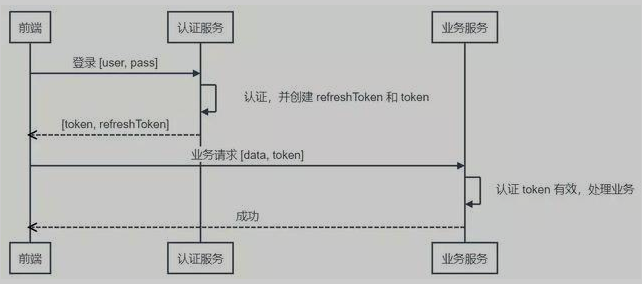 前端
认证服务
业务服务
登录 [user, pass]
认证，并创建 refreshToken 和 token
[token, refreshToken]
业务请求 [data, token]
认证 token 有效，处理业务
成功
前端
认证服务
业务服务